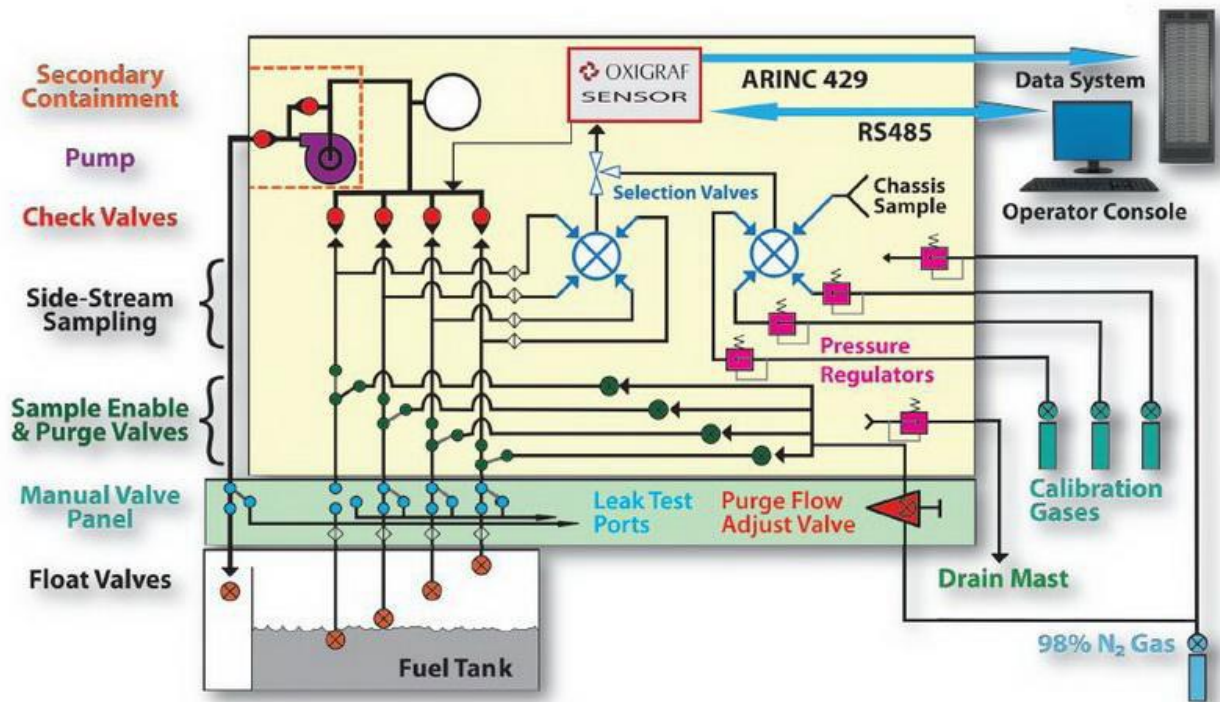 Secondary
Containment
Pump
Check Valves
Side-Stream
Sampling
Sample Enable
& Purge Valves
Manual Valve
Panel
Float Valves
OXIGRAF
SENSOR
ARINC 429
RS485
Data System
Operator Console
Selection Valves
Chassis
Sample
Pressure
Regulators
Calibration
Gases
Leak Test
Ports
Purge Flow
Adjust Valve
Drain Mast
98% N₂ Gas
Fuel Tank